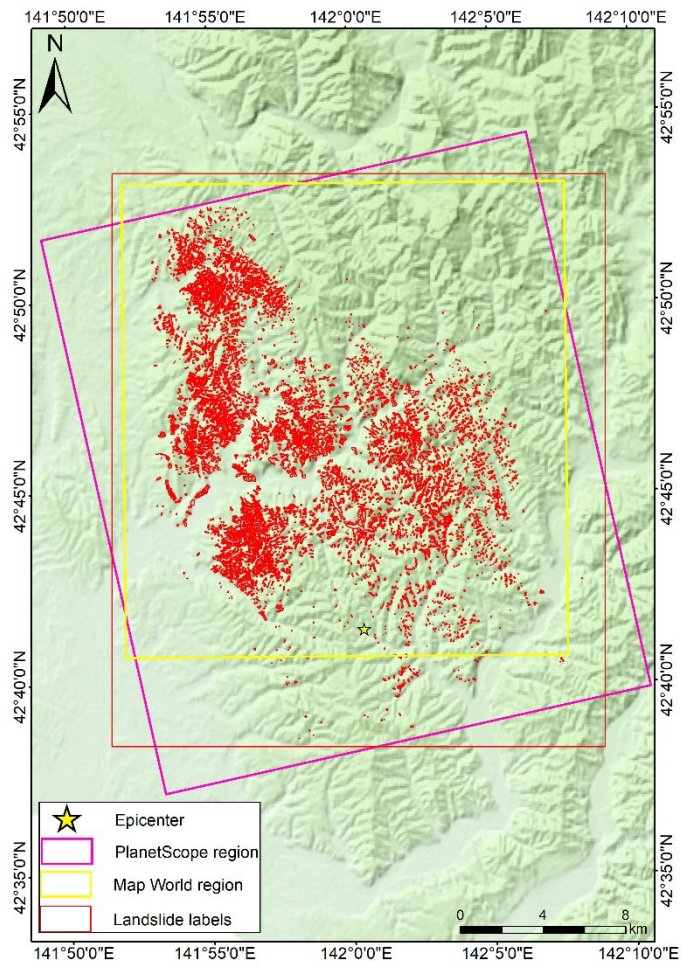 141°50'0"E 141°55'0"E 142°0'0"E 142°5'0"E 142°10'0"E
N
42°55'0"N 42°55'0"N
42°50'0"N 42°50'0"N
42°45'0"N 42°45'0"N
42°40'0"N 42°40'0"N
42°35'0"N 42°35'0"N
Epicenter
PlanetScope region
Map World region
Landslide labels
0 4 8
km
141°50'0"E 141°55'0"E 142°0'0"E 142°5'0"E 142°10'0"E